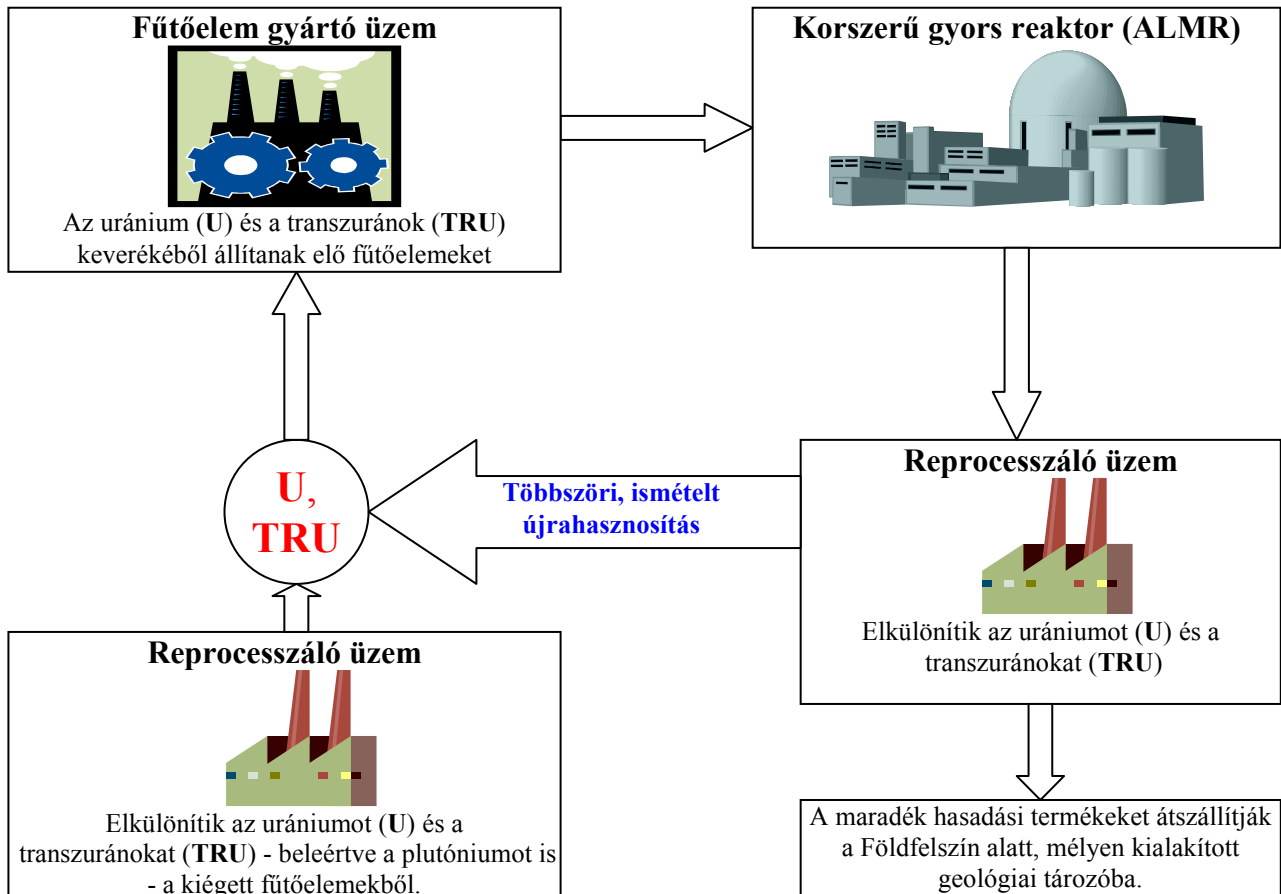 Fűtőelem gyártó üzem
Az uránium (U) és a transzuránok (TRU)
keverékéből állítanak elő fűtőelemeket
Korszerű gyors reaktor (ALMR)
U,
TRU
Többszöri, ismételt
újrahasznosítás
Reprocesszáló üzem
Elkülönítik az urániumot (U) és a
transzuránokat (TRU)
Reprocesszáló üzem
Elkülönítik az urániumot (U) és a
transzuránokat (TRU) - beleértve a plutóniumot is
- a kiégett fűtőelemekből.
A maradék hasadási termékeket átszállítják
a Földfelszín alatt, mélyen kialakított
geológiai tározóba.